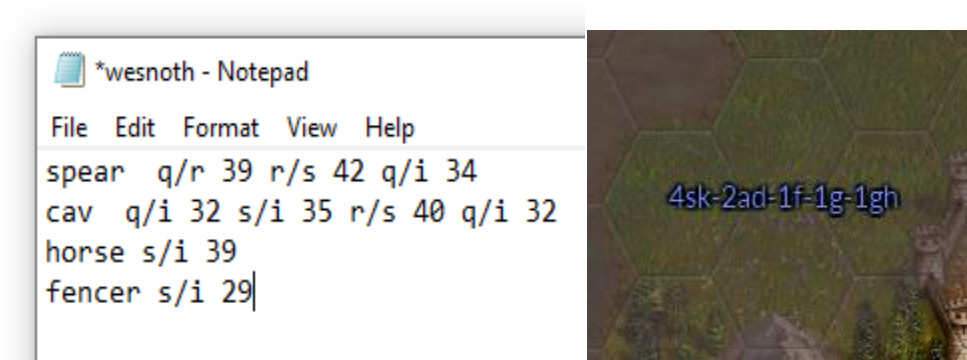 *wesnoth - Notepad
File Edit Format View Help
spear  q/r 39 r/s 42 q/i 34
cav  q/i 32 s/i 35 r/s 40 q/i 32
horse s/i 39
fencer s/i 29
4sk-2ad-1f-1g-1gh